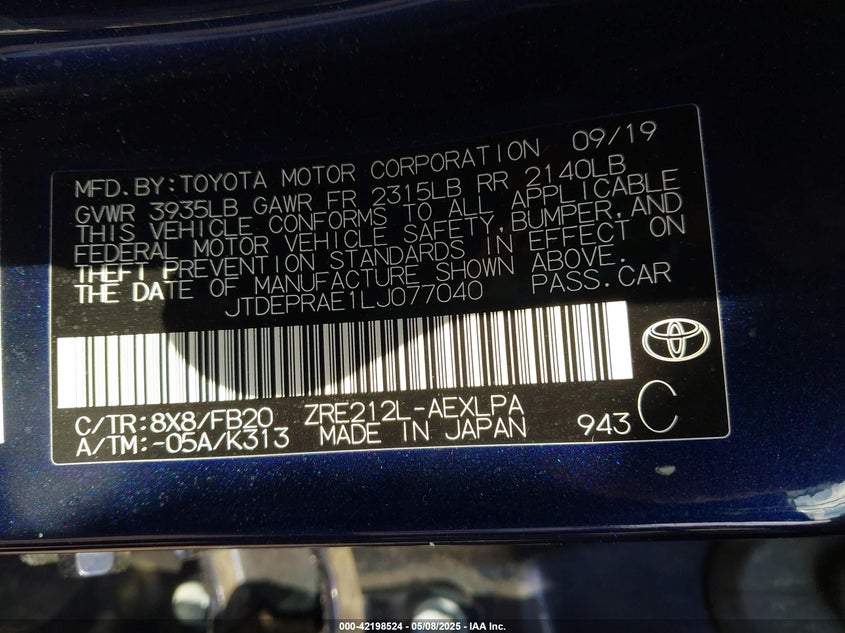 MFD.BY:TOYOTA MOTOR CORPORATION 09/19
GVWR 3935LB GAWR FR 2315LB RR 2140LB
THIS VEHICLE CONFORMS TO ALL APPLICABLE
FEDERAL MOTOR VEHICLE SAFETY,BUMPER,AND
THEFT PREVENTION STANDARDS IN EFFECT ON
THE DATE OF MANUFACTURE SHOWN ABOVE.
JTDEPRAE1LJ077040 PASS.CAR
C/TR:8X8/FB20 ZRE212L-AEXLPA
A/TM:-05A/K313 MADE IN JAPAN 943 C
000-42198524 - 05/08/2025 - IAA Inc.